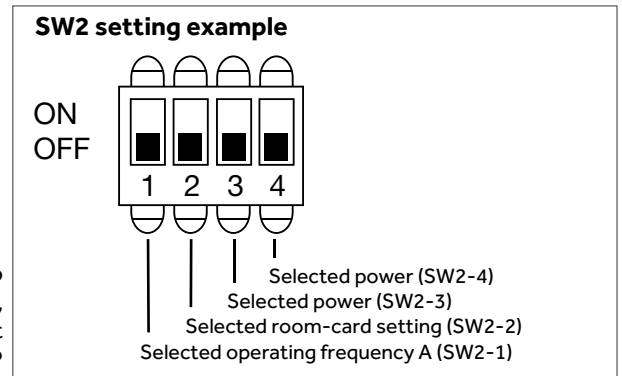 SW2 setting example
ON
OFF
1 2 3 4
Selected power (SW2-4)
Selected power (SW2-3)
Selected room-card setting (SW2-2)
Selected operating frequency A (SW2-1)